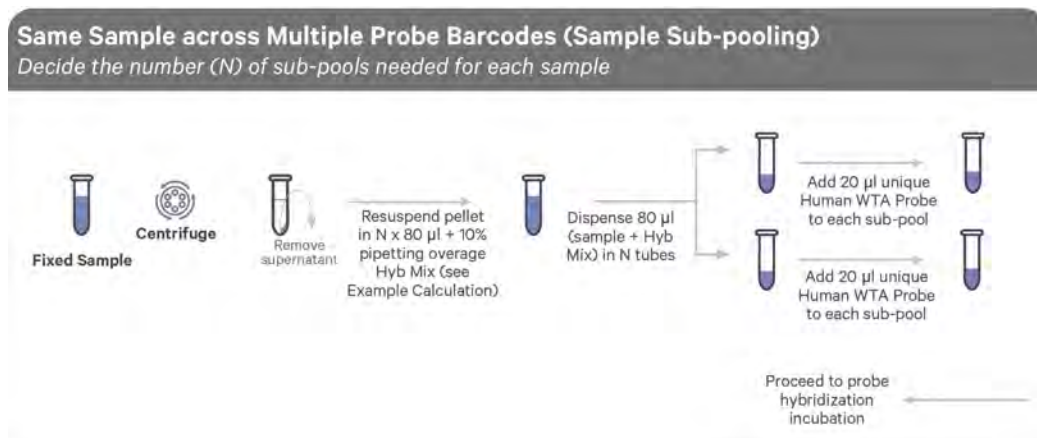 Same Sample across Multiple Probe Barcodes (Sample Sub-pooling)
Decide the number (N) of sub-pools needed for each sample
Fixed Sample
Centrifuge
Remove
supernatant
Resuspend pellet
in N x 80 µl + 10%
pipetting overage
Hyb Mix (see
Example Calculation)
Dispense 80 µl
(sample + Hyb
Mix) in N tubes
Add 20 µl unique
Human WTA Probe
to each sub-pool
Add 20 µl unique
Human WTA Probe
to each sub-pool
Proceed to probe
hybridization
incubation